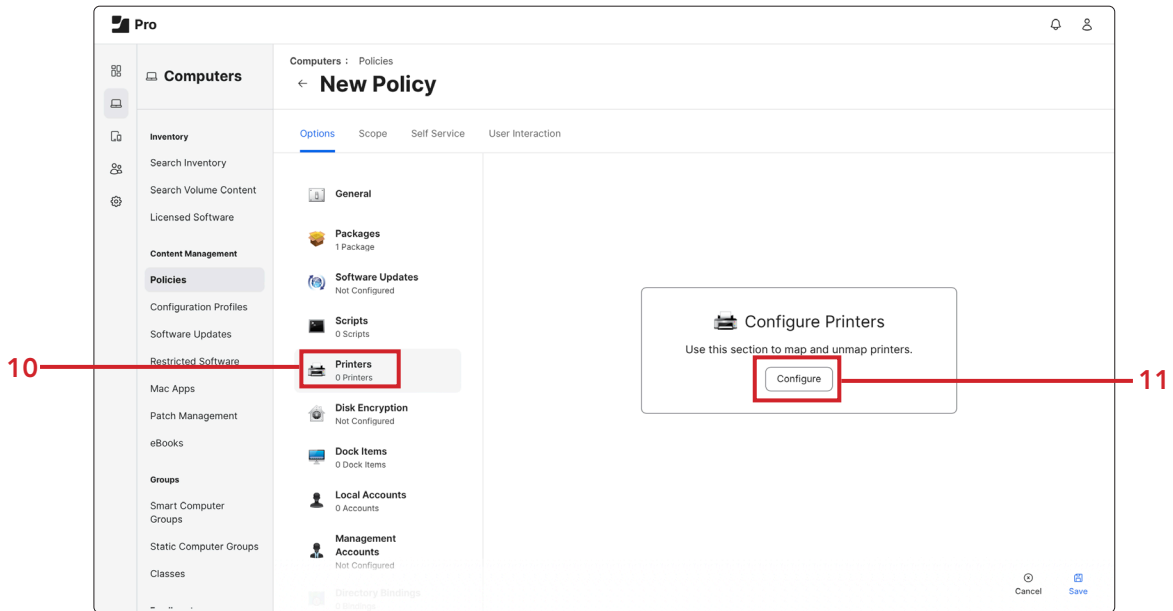 Pro
Computers
Computers : Policies
← New Policy
Options Scope Self Service User Interaction
Inventory
Search Inventory
Search Volume Content
Licensed Software
Content Management
Policies
Configuration Profiles
Software Updates
Restricted Software
Mac Apps
Patch Management
eBooks
Groups
Smart Computer
Groups
Static Computer Groups
Classes
General
Packages
1 Package
Software Updates
Not Configured
Scripts
0 Scripts
10
Printers
0 Printers
Disk Encryption
Not Configured
Dock Items
0 Dock Items
Local Accounts
0 Accounts
Management
Accounts
Not Configured
Directory Bindings
0 Bindings
Configure Printers
Use this section to map and unmap printers.
Configure
11
Cancel Save